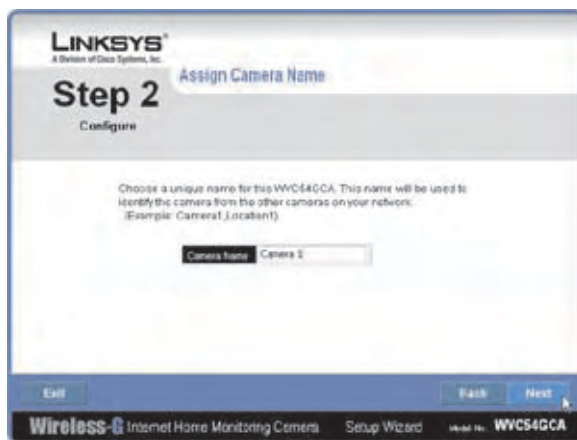 LINKSYS®
A Division of Cisco Systems, Inc.
Step 2
Configure
Assign Camera Name
Choose a unique name for this WVC54GCA. This name will be used to
identify the camera from the other cameras on your network.
(Example: Camera1,Location1)
Camera Name
Camera
Exit
Back
Next
Wireless-G Internet Home Monitoring Camera
Setup Wizard
Model No. WVC54GCA